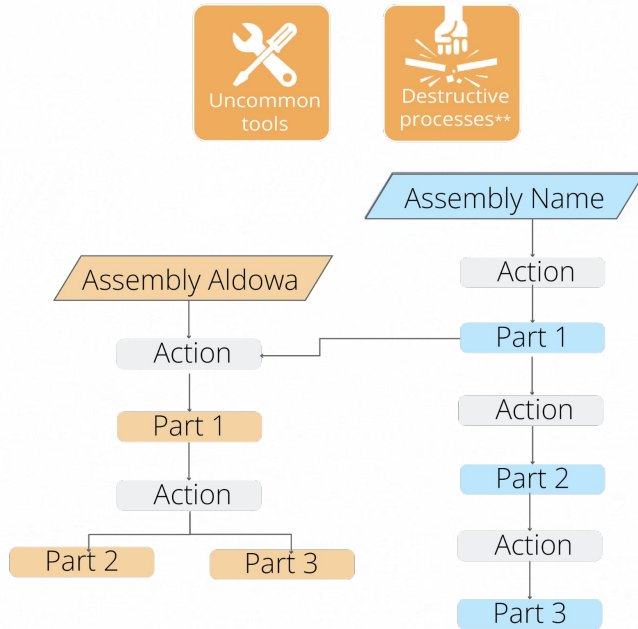 Uncommon
tools
Destructive
processes**
Assembly Name
Action
Assembly Aldowa
Part 1
Action
Part 1
Action
Action
Part 2
Part 2
Part 3
Action
Part 3